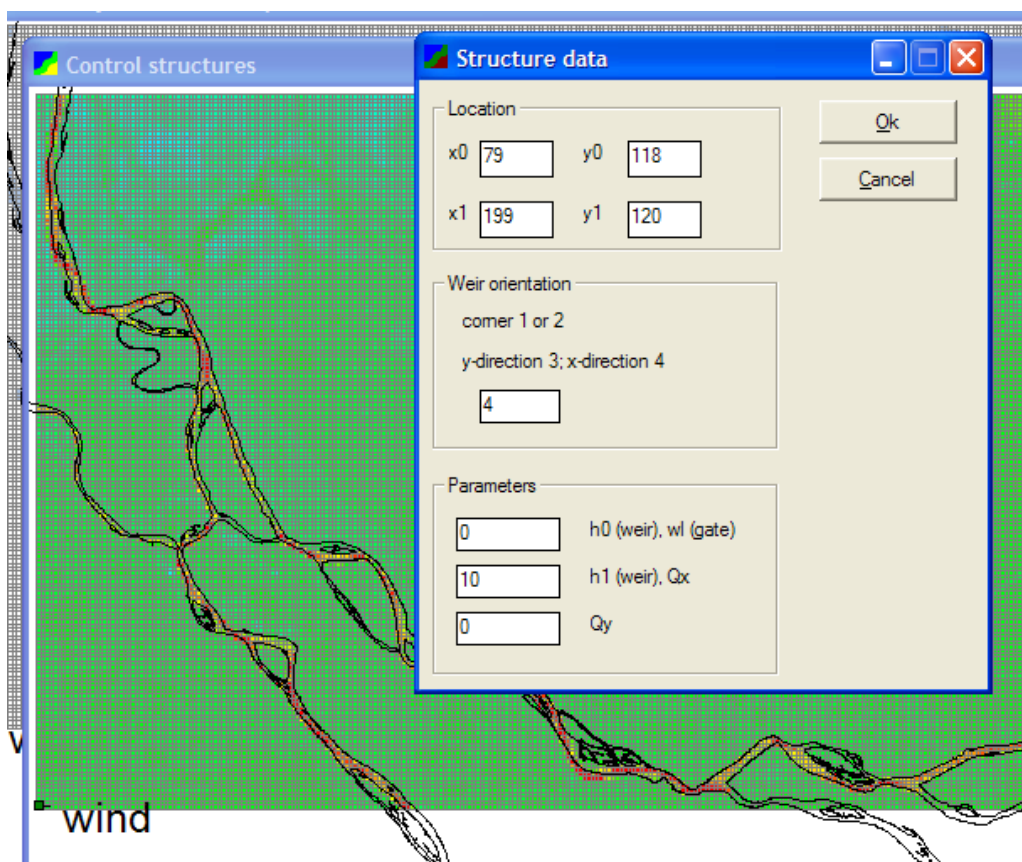 Control structures
Structure data
Location
x0 79 y0 118
x1 199 y1 120
Ok
Cancel
Weir orientation
corner 1 or 2
y-direction 3; x-direction 4
4
Parameters
0 h0 (weir), wl (gate)
10 h1 (weir), Qx
0 Qy
wind